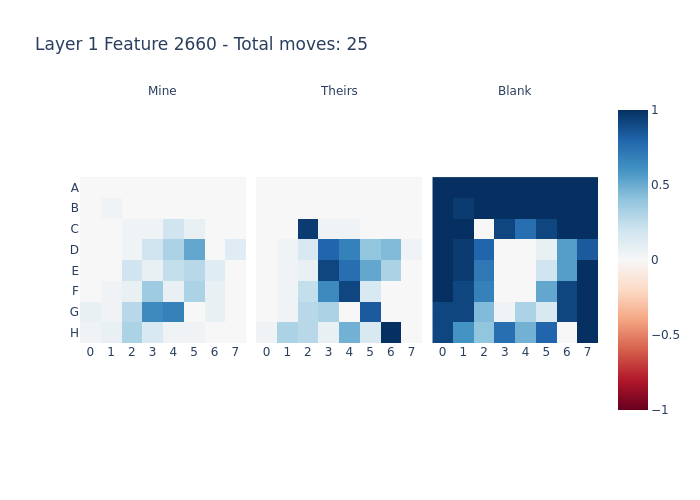 Layer 1 Feature 2660 - Total moves: 25
Mine Theirs Blank
A
B
C
D
E
F
G
H
0 1 2 3 4 5 6 7 0 1 2 3 4 5 6 7 0 1 2 3 4 5 6 7
1
0.5
0
−0.5
−1